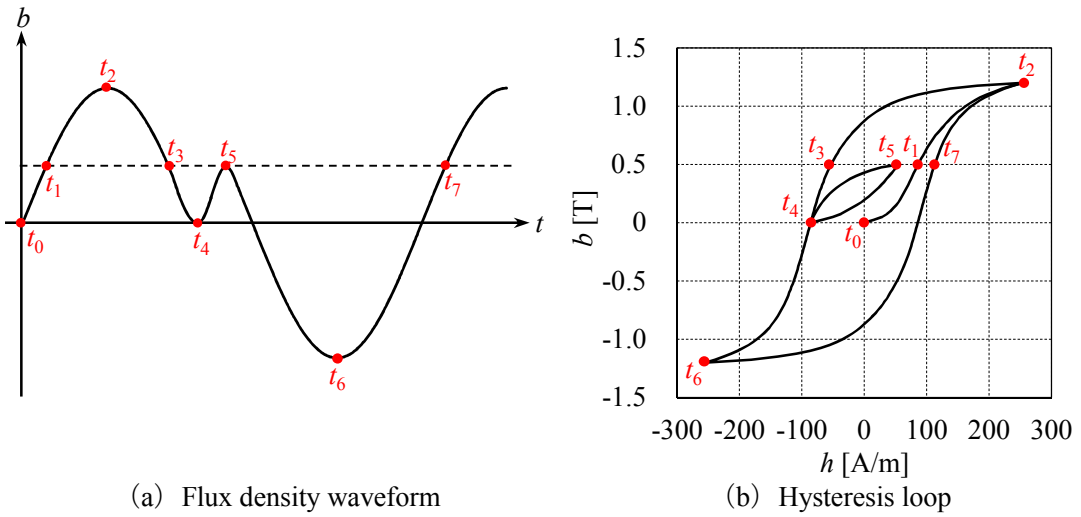 b
t2
t3
t5
t1
t7
t0
t4
t
t6
(a) Flux density waveform
1.5
1.0
0.5
0
-0.5
-1.0
-1.5
b [T]
t2
t3
t5
t1
t7
t4
t0
t6
-300 -200 -100 0 100 200 300
h [A/m]
(b) Hysteresis loop